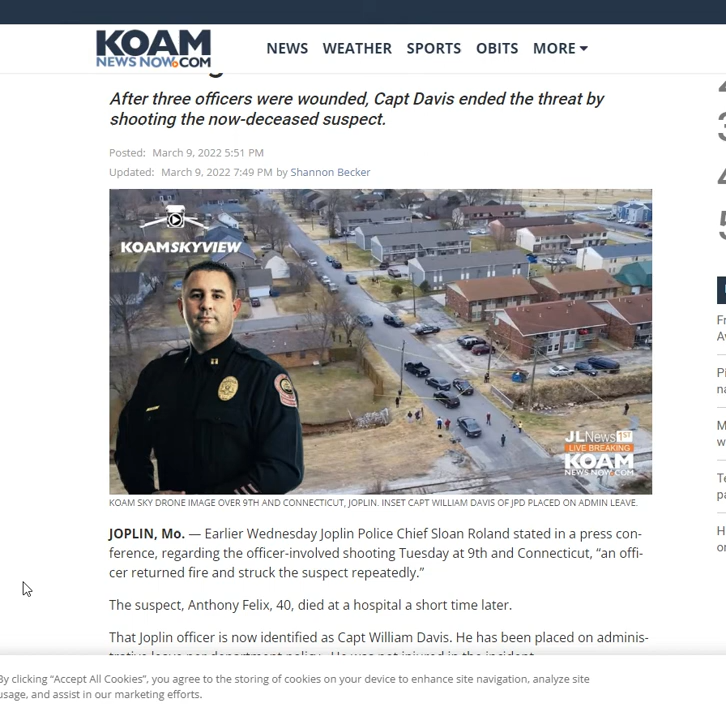 KOAM
NEWS NOW.COM
NEWS WEATHER SPORTS OBITS MORE
After three officers were wounded, Capt Davis ended the threat by
shooting the now-deceased suspect.
Posted: March 9, 2022 5:51 PM
Updated: March 9, 2022 7:49 PM by Shannon Becker
KOAMSKYVIEW
JLNews1ST
LIVE BREAKING
KOAM
NEWS NOW.COM
KOAM SKY DRONE IMAGE OVER 9TH AND CONNECTICUT, JOPLIN. INSET CAPT WILLIAM DAVIS OF JPD PLACED ON ADMIN LEAVE.
JOPLIN, Mo. — Earlier Wednesday Joplin Police Chief Sloan Roland stated in a press con-
ference, regarding the officer-involved shooting Tuesday at 9th and Connecticut, “an offi-
cer returned fire and struck the suspect repeatedly.”
The suspect, Anthony Felix, 40, died at a hospital a short time later.
That Joplin officer is now identified as Capt William Davis. He has been placed on adminis-
trative leave per department policy. He was not injured in the incident.
By clicking “Accept All Cookies”, you agree to the storing of cookies on your device to enhance site navigation, analyze site
usage, and assist in our marketing efforts.